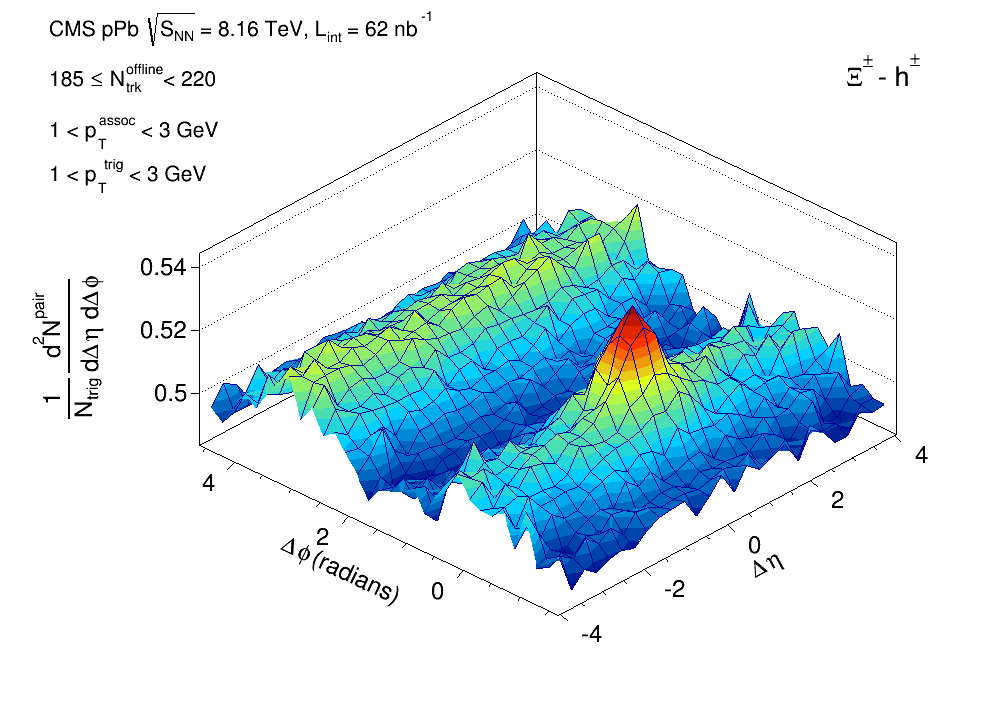 CMS pPb √S_NN = 8.16 TeV, L_int = 62 nb^-1
Ξ^± - h^±
185 ≤ N_trk^offline < 220
1 < p_T^assoc < 3 GeV
1 < p_T^trig < 3 GeV
0.54
0.52
0.5
1/N_trig d^2N^pair/dΔη dΔϕ
4
2
0
Δϕ (radians)
4
2
0
-2
-4
Δη